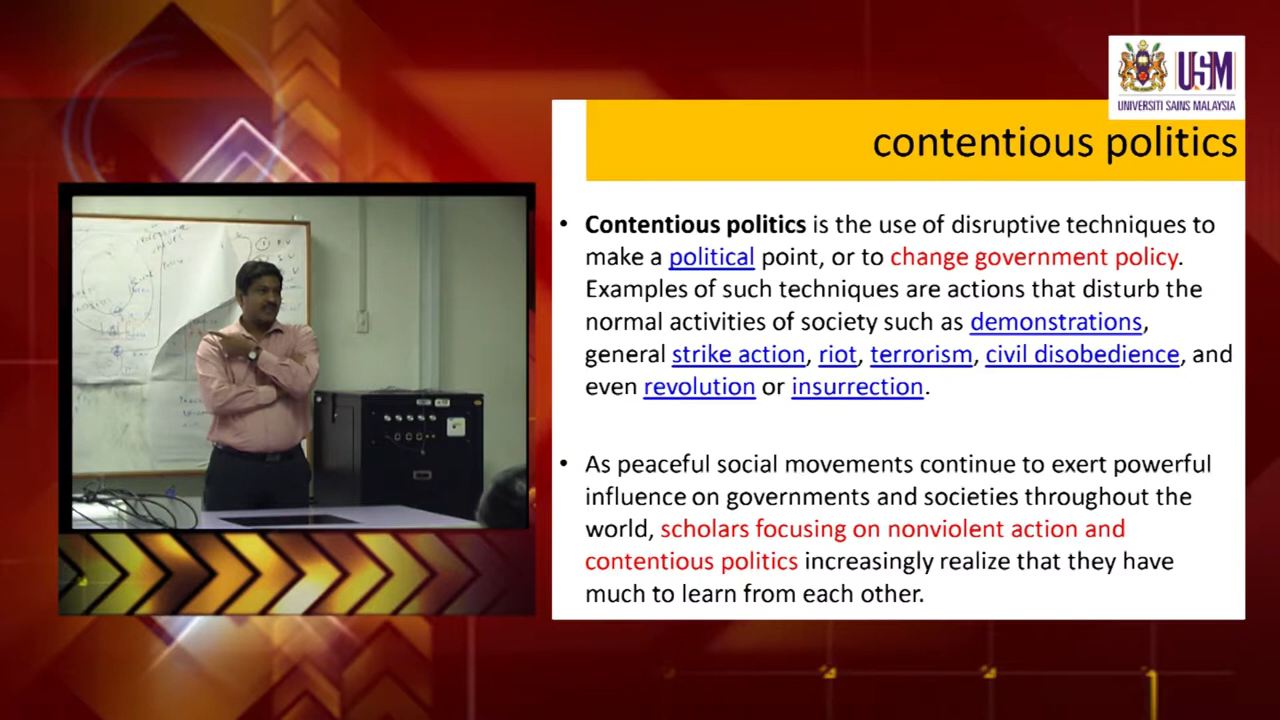 USM
UNIVERSITI SAINS MALAYSIA
contentious politics
• Contentious politics is the use of disruptive techniques to
make a political point, or to change government policy.
Examples of such techniques are actions that disturb the
normal activities of society such as demonstrations,
general strike action, riot, terrorism, civil disobedience, and
even revolution or insurrection.
• As peaceful social movements continue to exert powerful
influence on governments and societies throughout the
world, scholars focusing on nonviolent action and
contentious politics increasingly realize that they have
much to learn from each other.